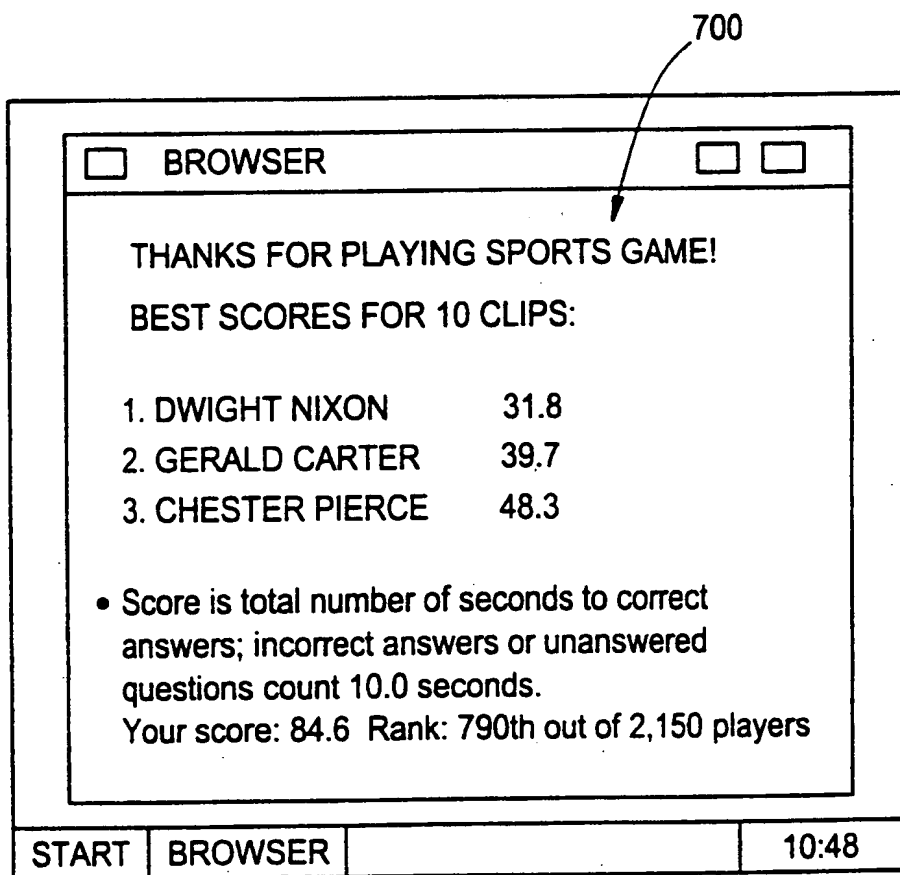 700
BROWSER
THANKS FOR PLAYING SPORTS GAME!
BEST SCORES FOR 10 CLIPS:
1. DWIGHT NIXON 31.8
2. GERALD CARTER 39.7
3. CHESTER PIERCE 48.3
• Score is total number of seconds to correct
answers; incorrect answers or unanswered
questions count 10.0 seconds.
Your score: 84.6 Rank: 790th out of 2,150 players
START BROWSER 10:48